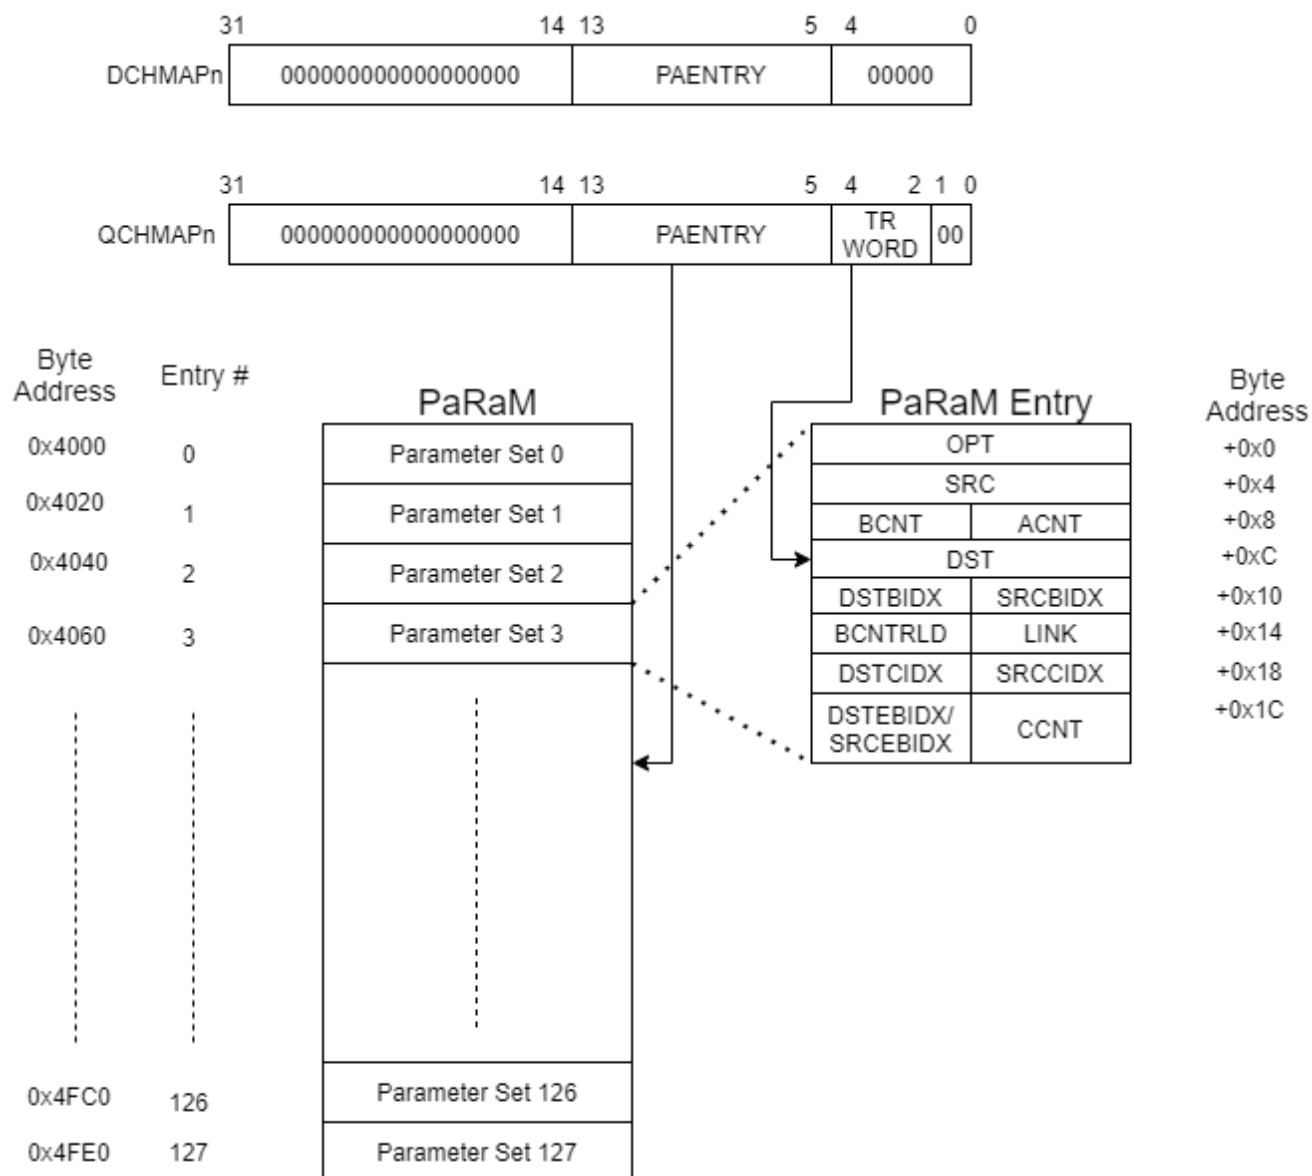 31 14 13 5 4 0
DCHMAPn 000000000000000000 PAENTRY 00000
31 14 13 5 4 2 1 0
QCHMAPn 000000000000000000 PAENTRY TR WORD 00
Byte Address Entry #
PaRaM
0x4000 0 Parameter Set 0
0x4020 1 Parameter Set 1
0x4040 2 Parameter Set 2
0x4060 3 Parameter Set 3
0x4FC0 126 Parameter Set 126
0x4FE0 127 Parameter Set 127
PaRaM Entry
Byte Address
OPT +0x0
SRC +0x4
BCNT ACNT +0x8
DST +0xC
DSTBIDX SRCBIDX +0x10
BCNTRLD LINK +0x14
DSTCIDX SRCCIDX +0x18
DSTEBIDX/ SRCEBIDX CCNT +0x1C